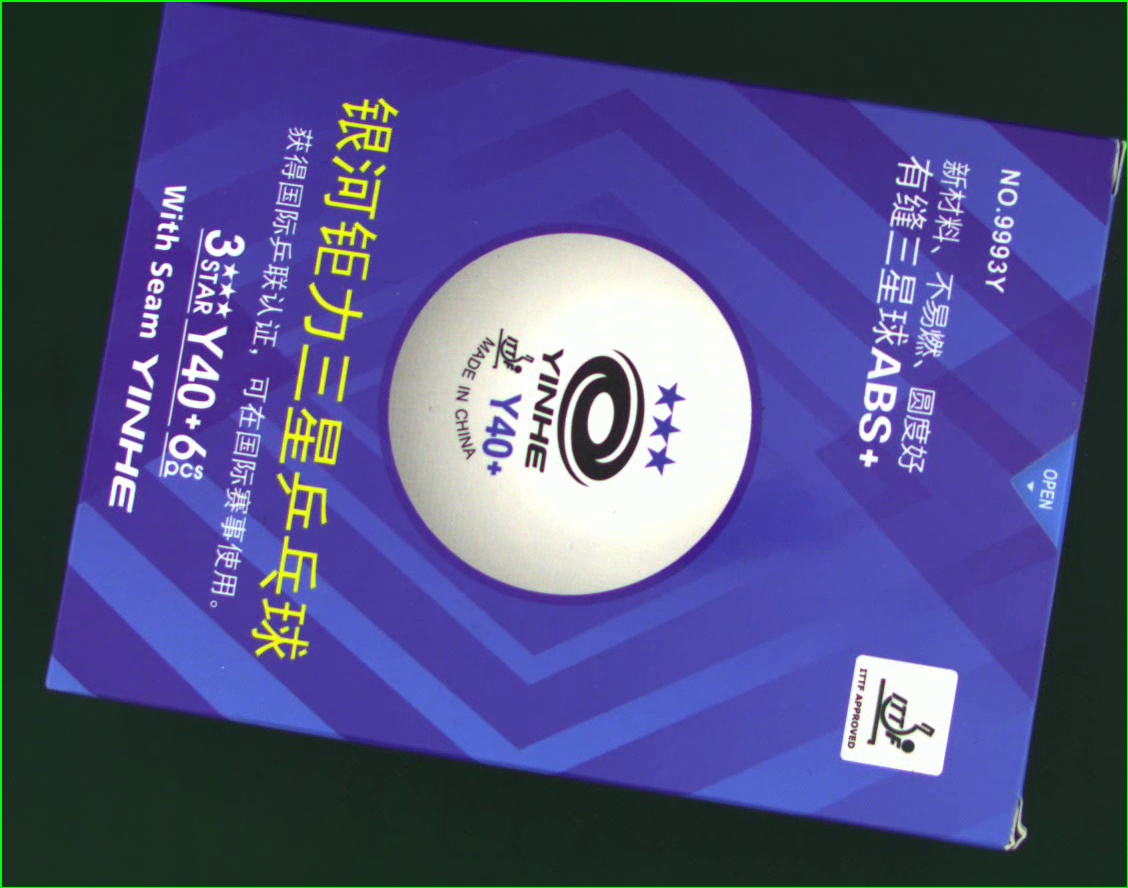 NO.9993Y
新材料、不易燃、圆度好
有缝三星球ABS+
OPEN
ITTF
ITTF APPROVED
YINHE
Y40+
ITTF
MADE IN CHINA
银河钜力三星乒乓球
获得国际乒联认证，可在国际赛事使用。
3 STAR Y40+ 6 pcs
With Seam YINHE